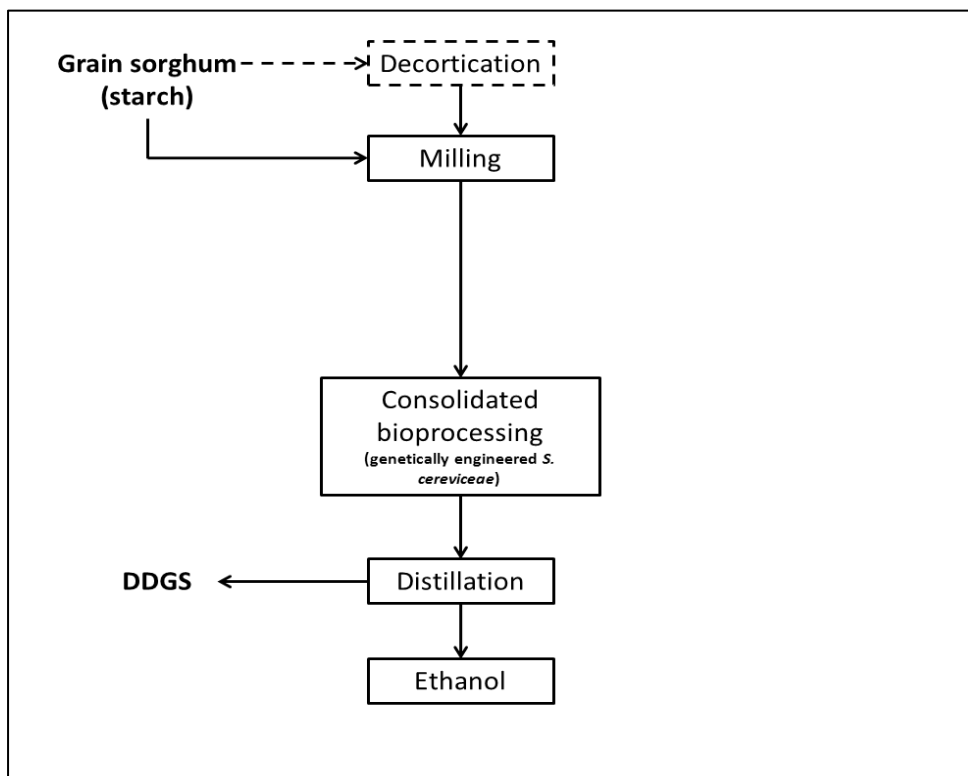 Grain sorghum
(starch)
Decortication
Milling
Consolidated
bioprocessing
(genetically engineered S.
cereviceae)
DDGS
Distillation
Ethanol